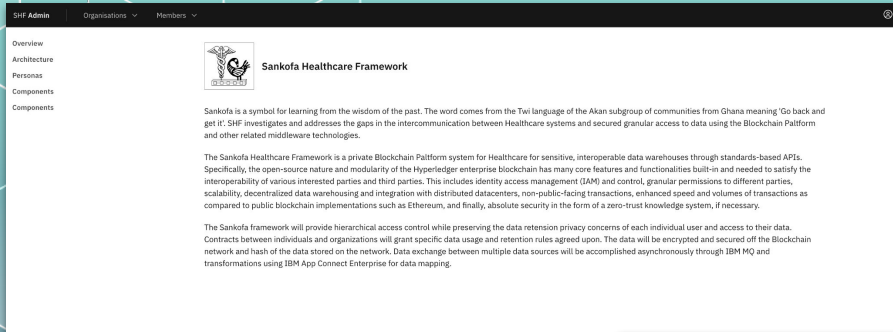 SHF Admin Organisations Members
Overview
Architecture
Personas
Components
Components
Sankofa Healthcare Framework
Sankofa is a symbol for learning from the wisdom of the past. The word comes from the Twi language of the Akan subgroup of communities from Ghana meaning 'Go back and
get it'. SHF investigates and addresses the gaps in the intercommunication between Healthcare systems and secured granular access to data using the Blockchain Paltform
and other related middleware technologies.
The Sankofa Healthcare Framework is a private Blockchain Paltform system for Healthcare for sensitive, interoperable data warehouses through standards-based APIs.
Specifically, the open-source nature and modularity of the Hyperledger enterprise blockchain has many core features and functionalities built-in and needed to satisfy the
interoperability of various interested parties and third parties. This includes identity access management (IAM) and control, granular permissions to different parties,
scalability, decentralized data warehousing and integration with distributed datacenters, non-public-facing transactions, enhanced speed and volumes of transactions as
compared to public blockchain implementations such as Ethereum, and finally, absolute security in the form of a zero-trust knowledge system, if necessary.
The Sankofa framework will provide hierarchical access control while preserving the data retension privacy concerns of each individual user and access to their data.
Contracts between individuals and organizations will grant specific data usage and retention rules agreed upon. The data will be encrypted and secured off the Blockchain
network and hash of the data stored on the network. Data exchange between multiple data sources will be accomplished asynchronously through IBM MQ and
transformations using IBM App Connect Enterprise for data mapping.